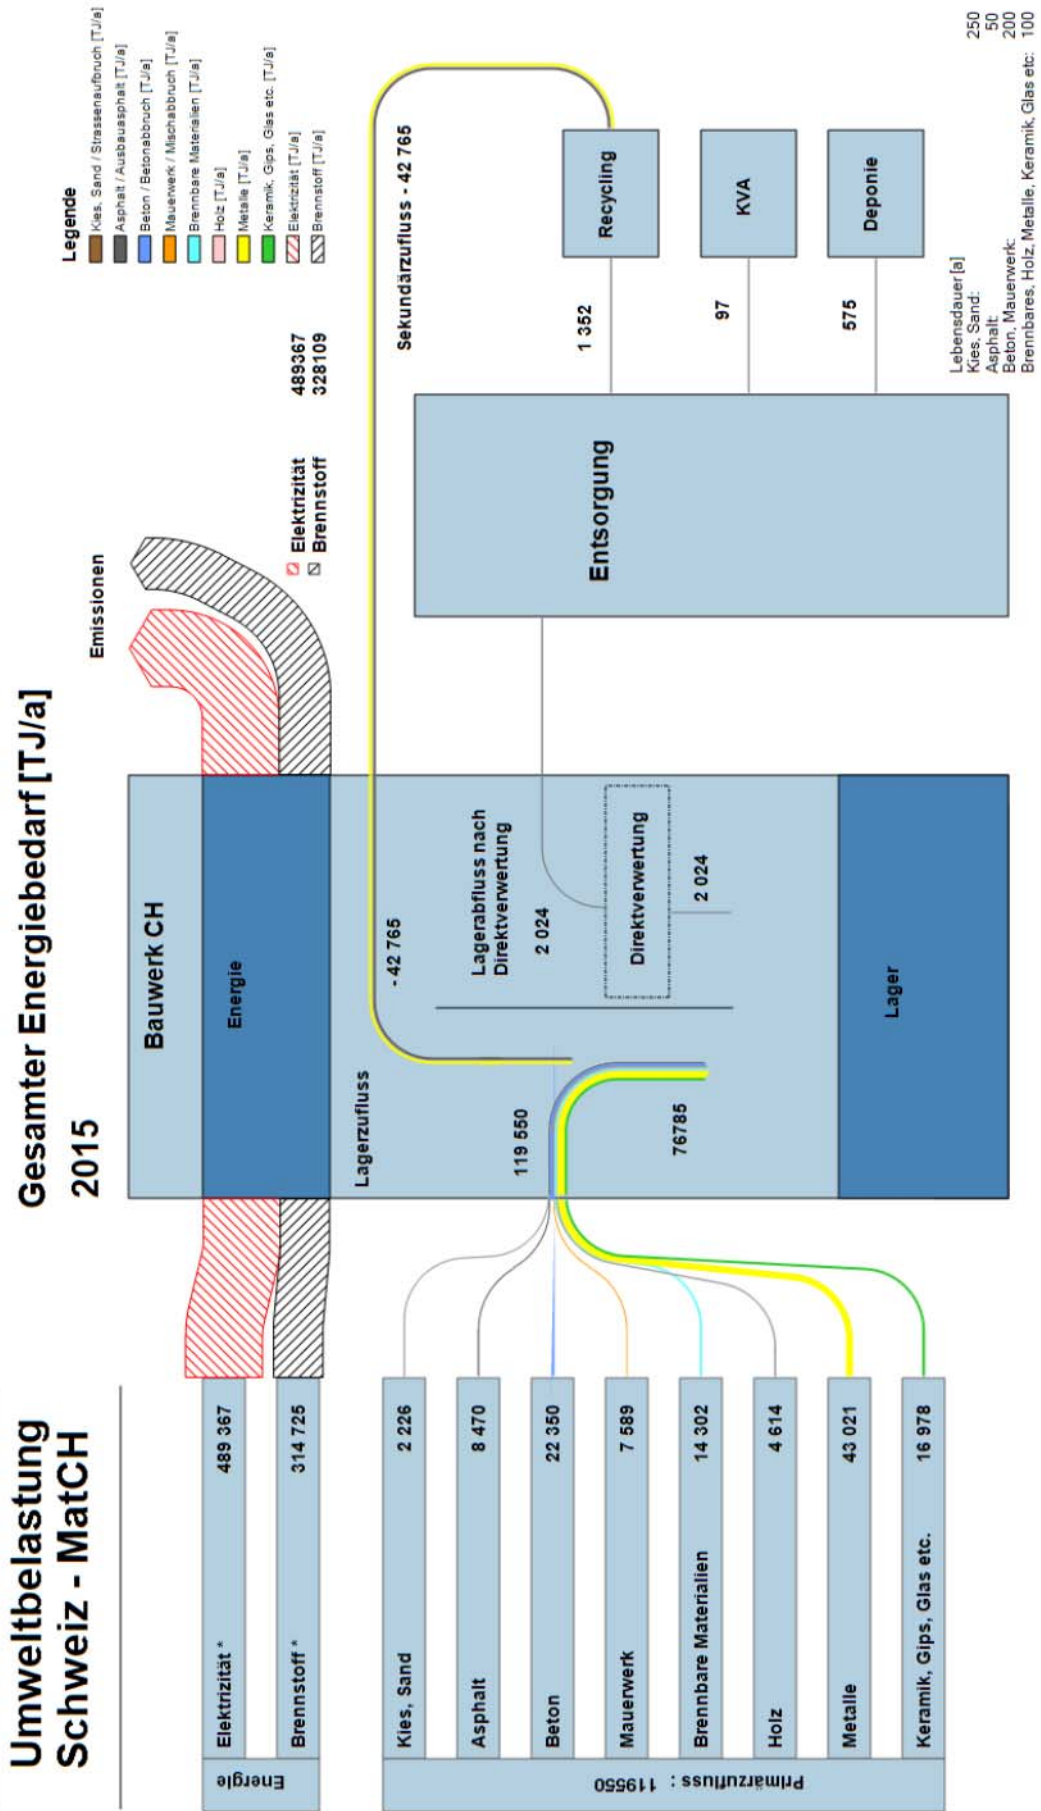 Umweltbelastung
Schweiz - MatCH
Gesamter Energiebedarf [TJ/a]
2015
Legende
Kies, Sand / Strassenaufbruch [TJ/a]
Asphalt / Ausbauasphalt [TJ/a]
Beton / Betonabbruch [TJ/a]
Mauerwerk / Mischabbruch [TJ/a]
Brennbare Materialien [TJ/a]
Holz [TJ/a]
Metalle [TJ/a]
Keramik, Gips, Glas etc. [TJ/a]
Elektrizität [TJ/a]
Brennstoff [TJ/a]
Emissionen
Elektrizität 489367
Brennstoff 328109
Energie
Elektrizität * 489 367
Brennstoff * 314 725
Primärzufluss : 119550
Kies, Sand 2 226
Asphalt 8 470
Beton 22 350
Mauerwerk 7 589
Brennbare Materialien 14 302
Holz 4 614
Metalle 43 021
Keramik, Gips, Glas etc. 16 978
Bauwerk CH
Energie
Lagerzufluss
119 550
76785
- 42 765
Lagerabfluss nach
Direktverwertung
2 024
Direktverwertung
2 024
Lager
Sekundärzufluss - 42 765
Entsorgung
1 352
Recycling
97
KVA
575
Deponie
Lebensdauer [a]
Kies, Sand: 250
Asphalt: 50
Beton, Mauerwerk: 200
Brennbares, Holz, Metalle, Keramik, Glas etc: 100